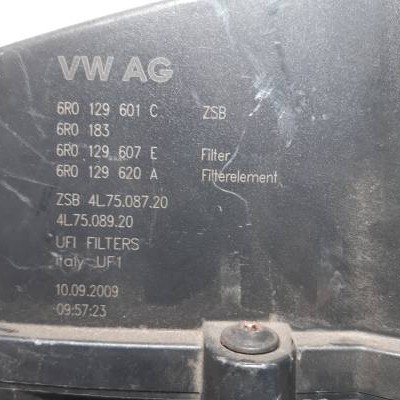 VW AG
6R0 129 601 C ZSB
6R0 183
6R0 129 607 E Filter
6R0 129 620 A Filterelement
ZSB 4L.75.087.20
4L.75.089.20
UFI FILTERS
Italy UF1
10.09.2009
09:57:23